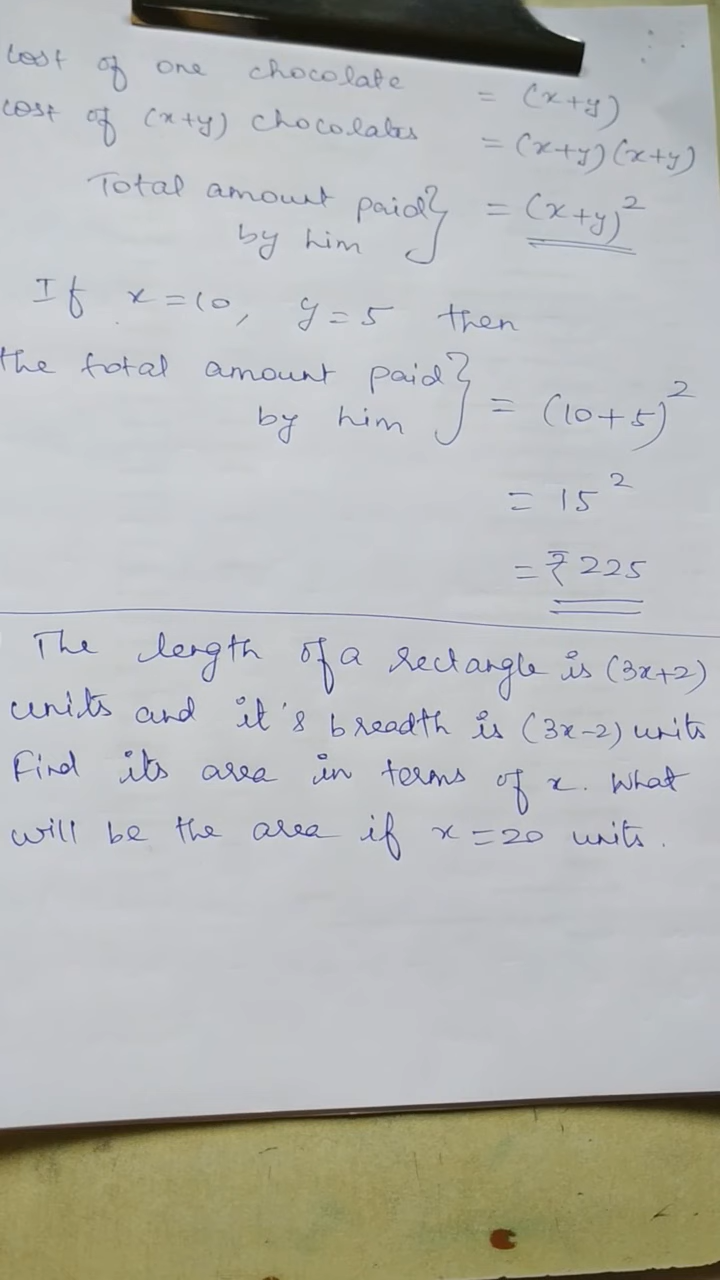 cost of one chocolate = (x+y)
cost of (x+y) chocolates = (x+y)(x+y)
Total amount paid } = (x+y)²
by him
If x=10, y=5 then
the total amount paid } = (10+5)²
by him
= 15²
= ₹225
The length of a rectangle is (3x+2)
units and it's breadth is (3x-2) units
Find its area in terms of x. What
will be the area if x=20 units.